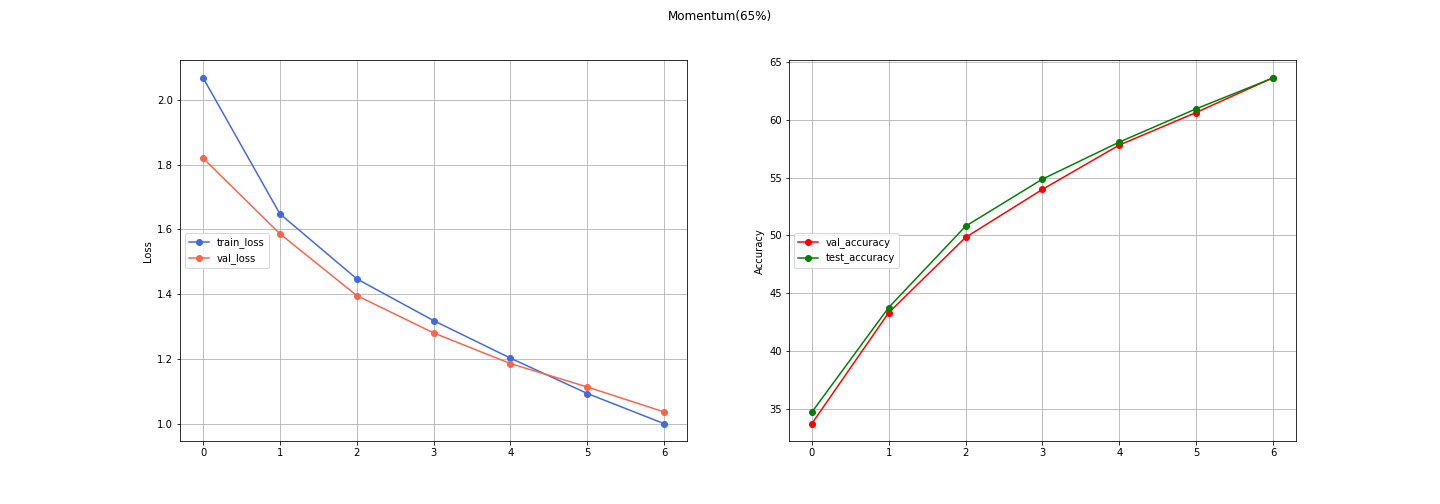 Momentum(65%)
Loss
2.0
1.8
1.6
1.4
1.2
1.0
train_loss
val_loss
0 1 2 3 4 5 6
Accuracy
65
60
55
50
45
40
35
val_accuracy
test_accuracy
0 1 2 3 4 5 6